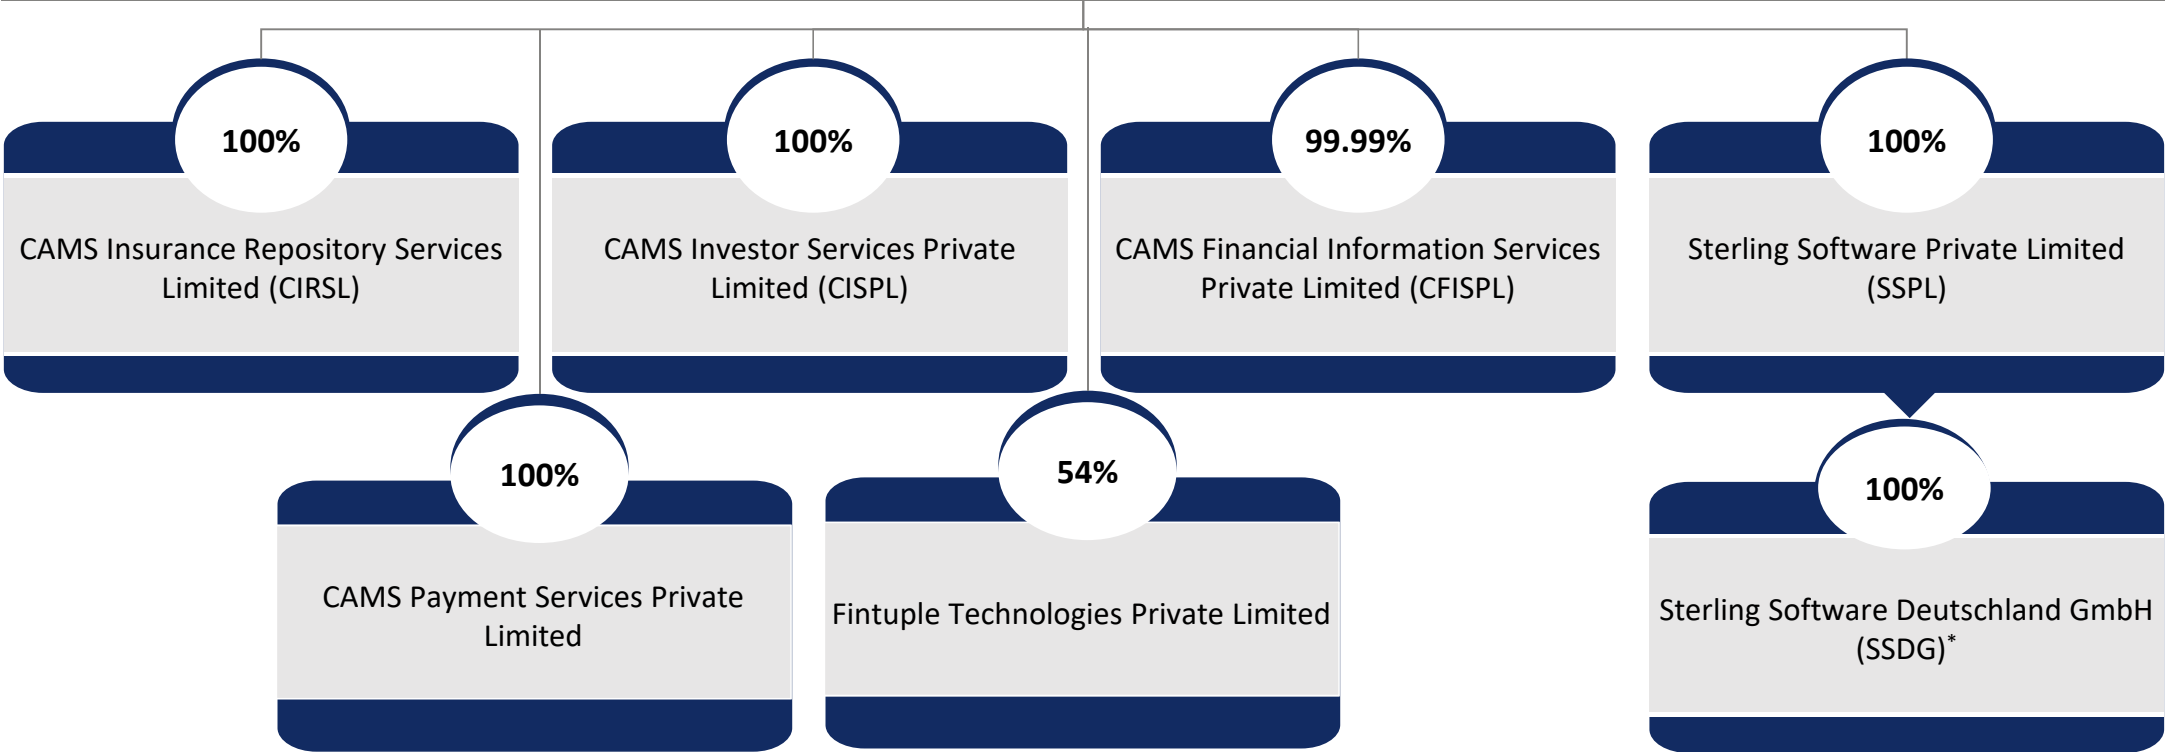 100%
CAMS Insurance Repository Services
Limited (CIRSL)
100%
CAMS Investor Services Private
Limited (CISPL)
99.99%
CAMS Financial Information Services
Private Limited (CFISPL)
100%
Sterling Software Private Limited
(SSPL)
100%
CAMS Payment Services Private
Limited
54%
Fintuple Technologies Private Limited
100%
Sterling Software Deutschland GmbH
(SSDG)*